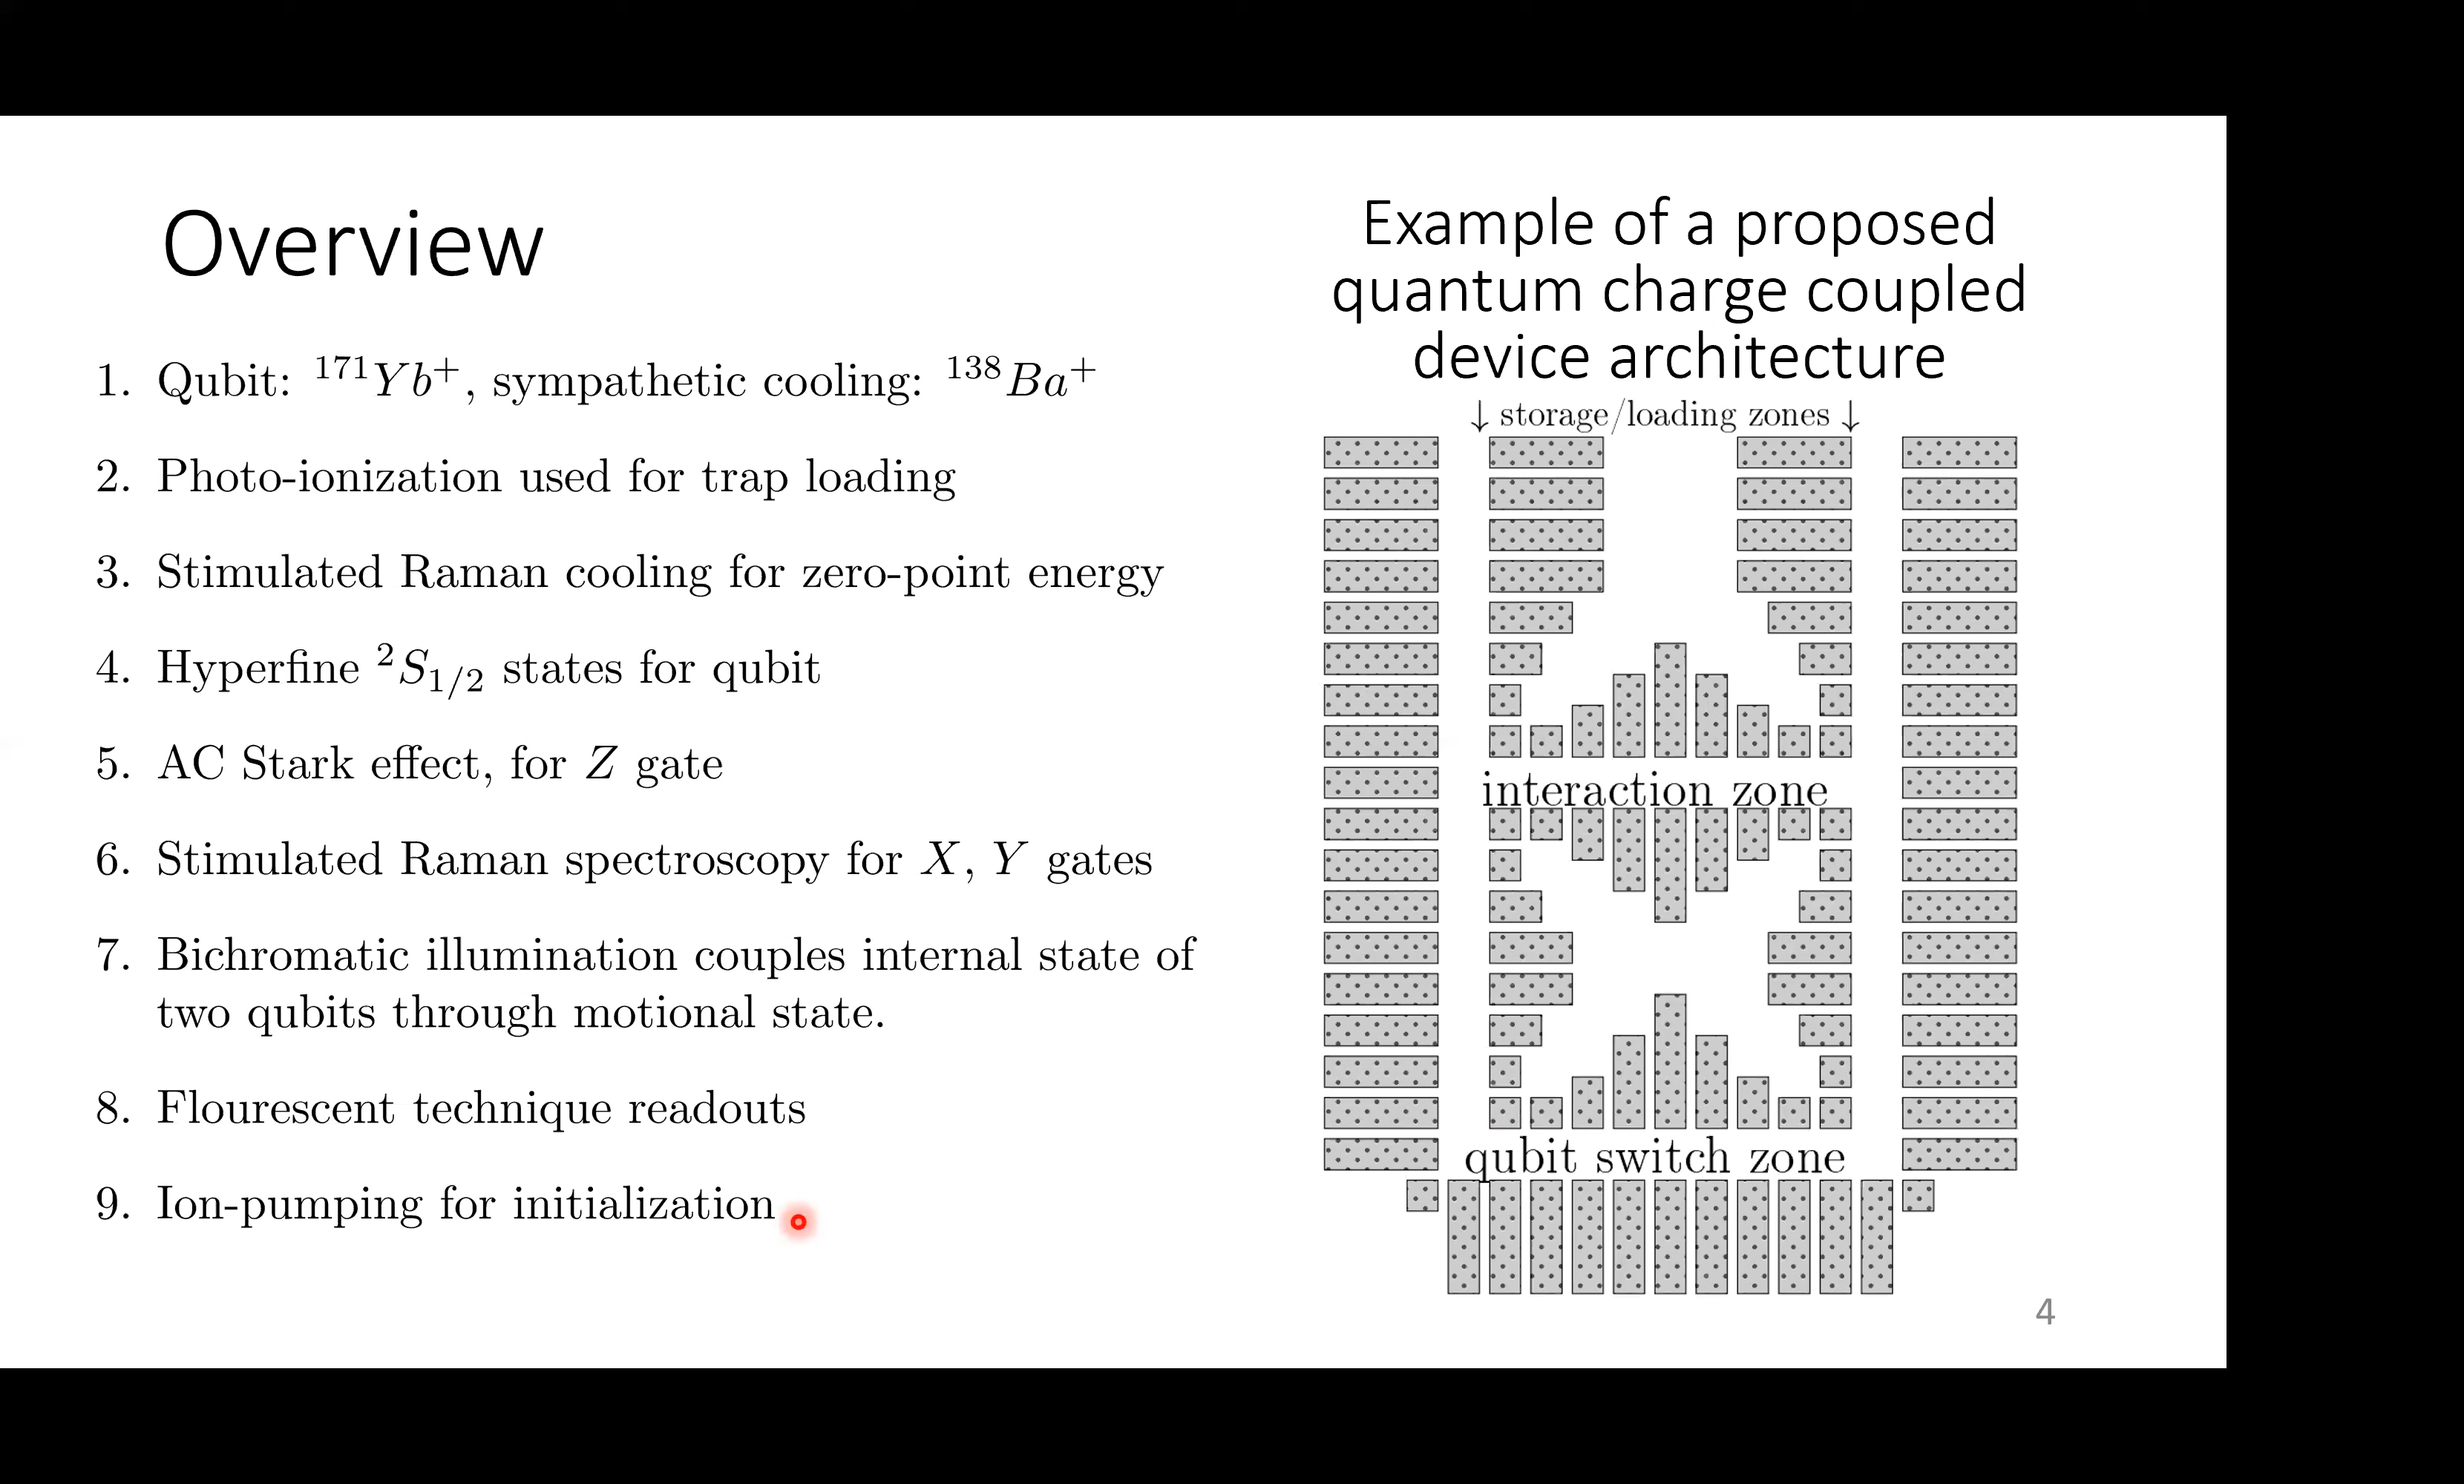 Overview
1. Qubit: ¹⁷¹Yb⁺, sympathetic cooling: ¹³⁸Ba⁺
2. Photo-ionization used for trap loading
3. Stimulated Raman cooling for zero-point energy
4. Hyperfine ²S₁/₂ states for qubit
5. AC Stark effect, for Z gate
6. Stimulated Raman spectroscopy for X, Y gates
7. Bichromatic illumination couples internal state of
two qubits through motional state.
8. Flourescent technique readouts
9. Ion-pumping for initialization
Example of a proposed
quantum charge coupled
device architecture
↓ storage/loading zones ↓
interaction zone
qubit switch zone
4